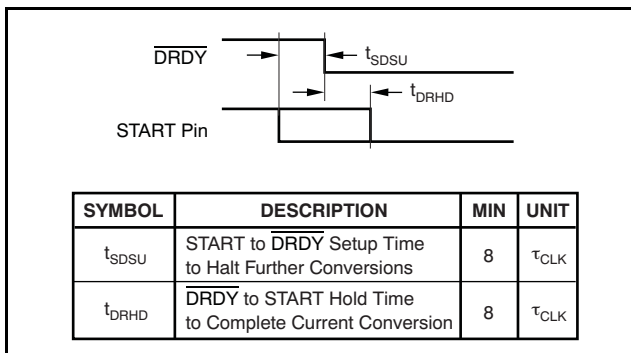 DRDY
tSDSU
tDRHD
START Pin
SYMBOL DESCRIPTION MIN UNIT
tSDSU START to DRDY Setup Time to Halt Further Conversions 8 τCLK
tDRHD DRDY to START Hold Time to Complete Current Conversion 8 τCLK